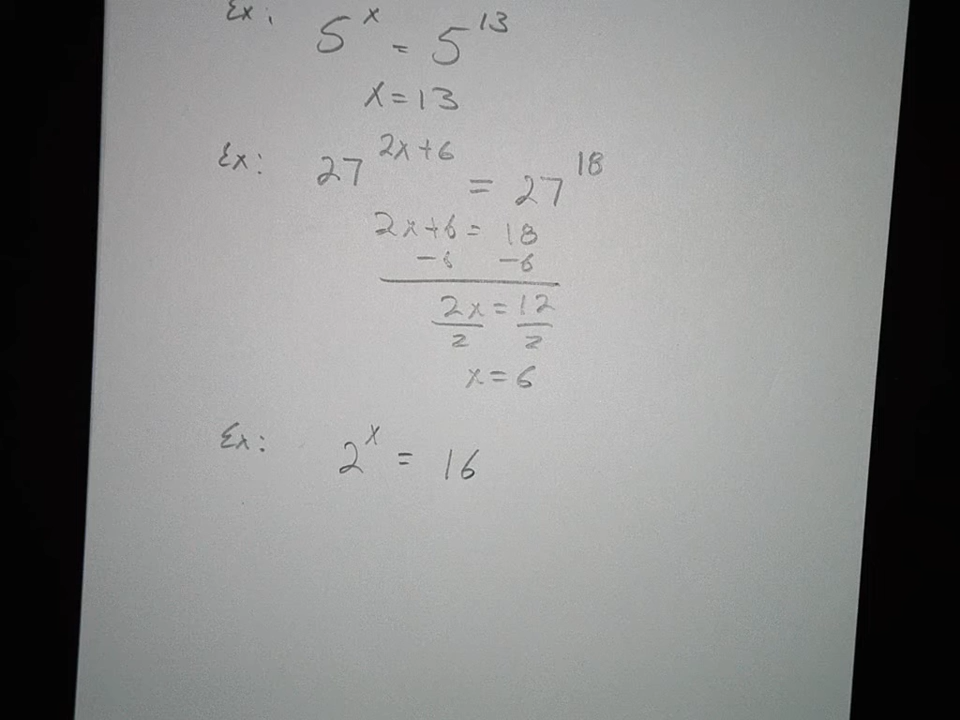 Ex:
5^x = 5^13
x = 13
Ex: 27^2x+6 = 27^18
2x+6 = 18
-6 -6
2x = 12
2 2
x = 6
Ex: 2^x = 16